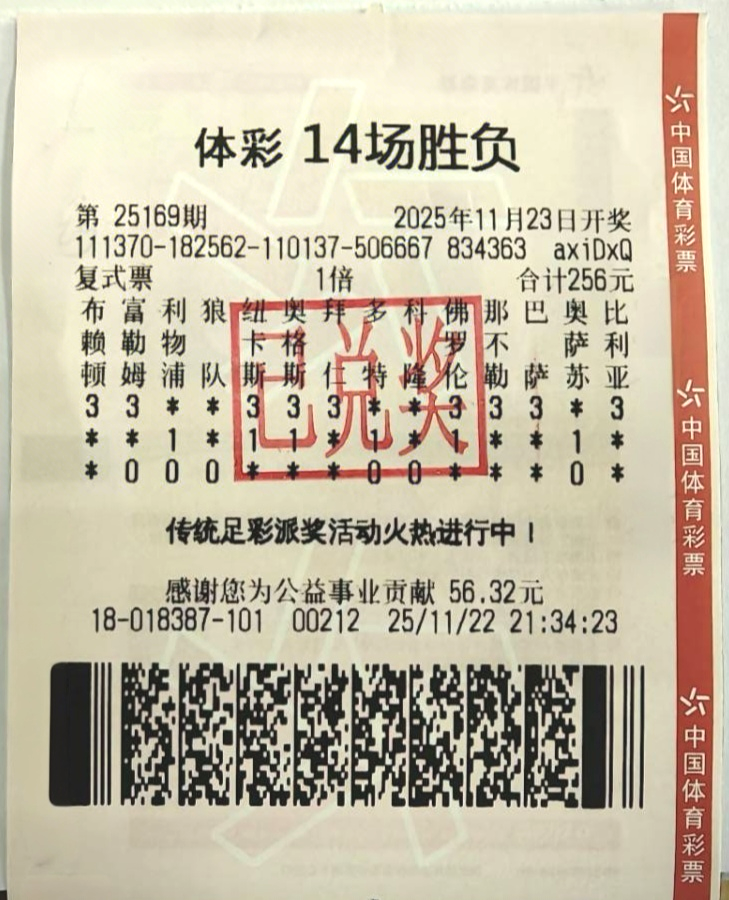 体彩 14场胜负
第 25169期 2025年11月23日开奖
111370-182562-110137-506667 834363 axiDxQ
复式票 1倍 合计256元
布 富 利 狼 纽 奥 拜 多 科 佛 那 巴 奥 比
赖 勒 物 卡 格 罗 不 萨 利
顿 姆 浦 队 斯 斯 仁 特 隆 伦 勒 萨 苏 亚
3 3 * * 3 3 3 * * 3 3 3 * 3
* * 1 * 1 1 * 1 * 1 * * 1 *
* 0 0 0 * * * 0 0 * * * 0 *
已兑奖
传统足彩派奖活动火热进行中!
感谢您为公益事业贡献 56.32元
18-018387-101 00212 25/11/22 21:34:23
中国体育彩票
中国体育彩票
中国体育彩票